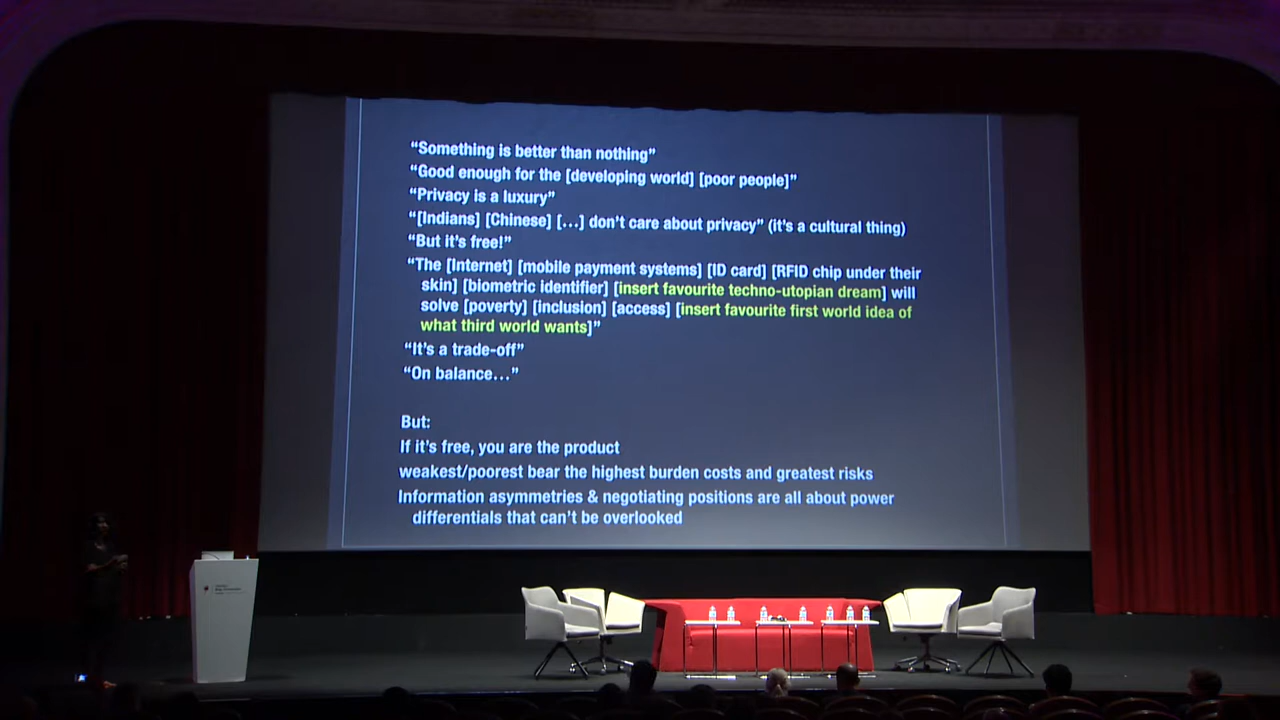 “Something is better than nothing”
“Good enough for the [developing world] [poor people]”
“Privacy is a luxury”
“[Indians] [Chinese] […] don’t care about privacy” (it’s a cultural thing)
“But it’s free!”
“The [Internet] [mobile payment systems] [ID card] [RFID chip under their
skin] [biometric identifier] [insert favourite techno-utopian dream] will
solve [poverty] [inclusion] [access] [insert favourite first world idea of
what third world wants]”
“It’s a trade-off”
“On balance…”
But:
If it’s free, you are the product
weakest/poorest bear the highest burden costs and greatest risks
Information asymmetries & negotiating positions are all about power
differentials that can’t be overlooked